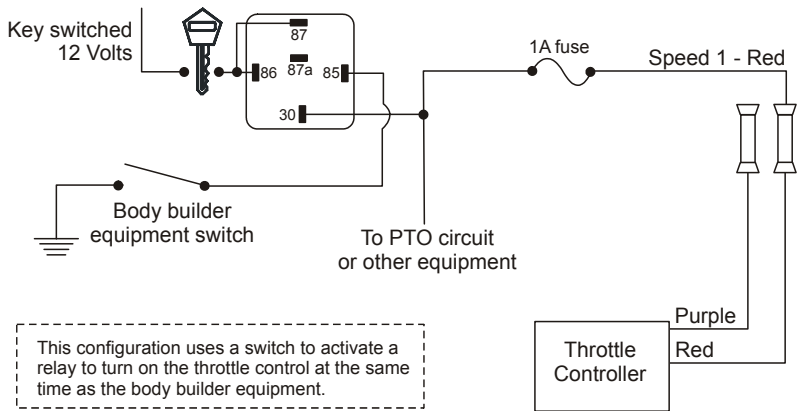 Key switched
12 Volts
87
86
87a
85
30
1A fuse
Speed 1 - Red
Body builder
equipment switch
To PTO circuit
or other equipment
Purple
Red
Throttle
Controller
This configuration uses a switch to activate a
relay to turn on the throttle control at the same
time as the body builder equipment.